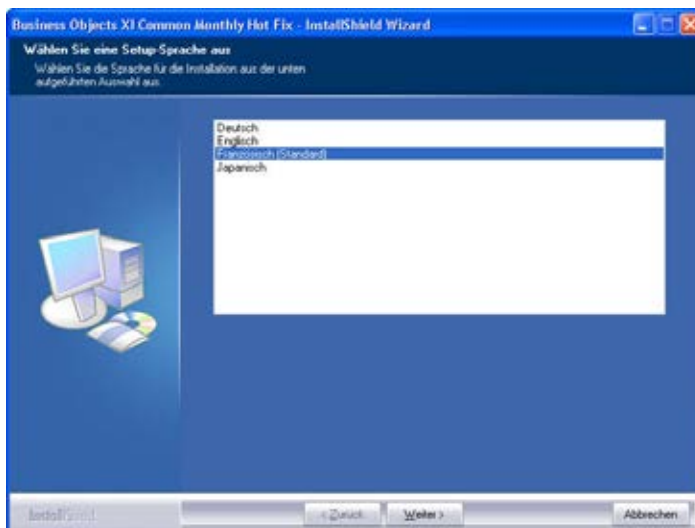 Business Objects XI Common Monthly Hot Fix - InstallShield Wizard
Wählen Sie eine Setup-Sprache aus
Wählen Sie die Sprache für die Installation aus der unten
aufgeführten Auswahl aus.
Deutsch
Englisch
Französisch (Standard)
Japanisch
InstallShield
< Zurück
Weiter >
Abbrechen